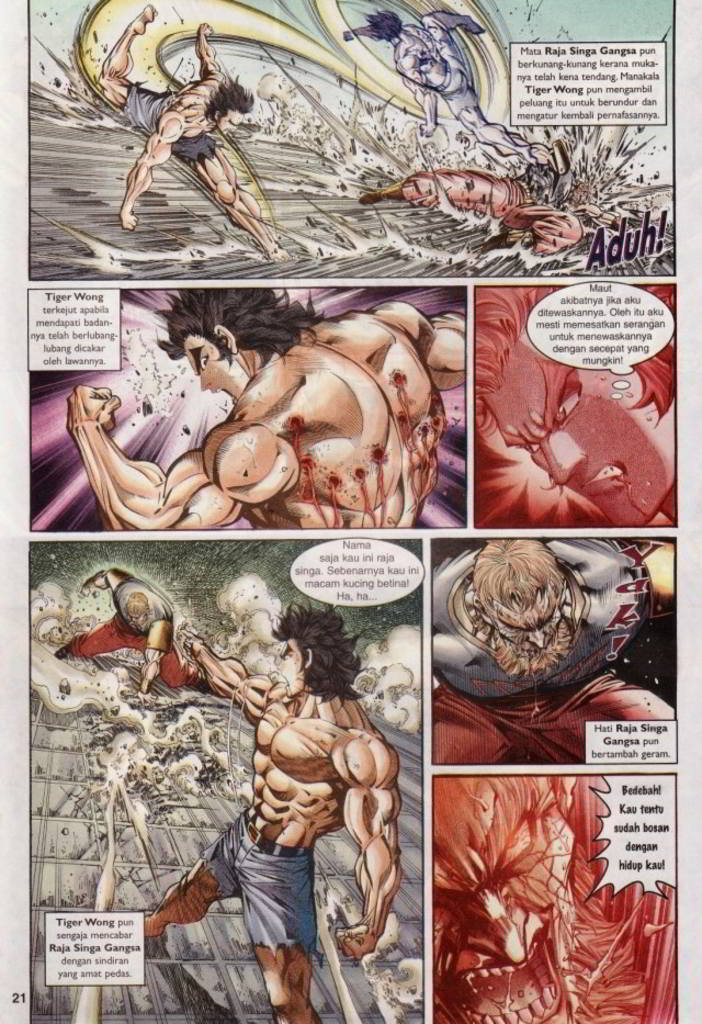 Mata Raja Singa Gangsa pun
berkunang-kunang kerana muka-
nya telah kena tendang. Manakala
Tiger Wong pun mengambil
peluang itu untuk berundur dan
mengatur kembali pernafasannya.
Aduh!
Tiger Wong
terkejut apabila
mendapati badan-
nya telah berlubang-
lubang dicakar
oleh lawannya.
Maut
akibatnya jika aku
ditewaskannya. Oleh itu aku
mesti memesatkan serangan
untuk menewaskannya
dengan secepat yang
mungkin!
Nama
saja kau ini raja
singa. Sebenarnya kau ini
macam kucing betina!
Ha, ha...
YUCK!
Hati Raja Singa
Gangsa pun
bertambah geram.
Bedebah!
Kau tentu
sudah bosan
dengan
hidup kau!
Tiger Wong pun
sengaja mencabar
Raja Singa Gangsa
dengan sindiran
yang amat pedas.
21